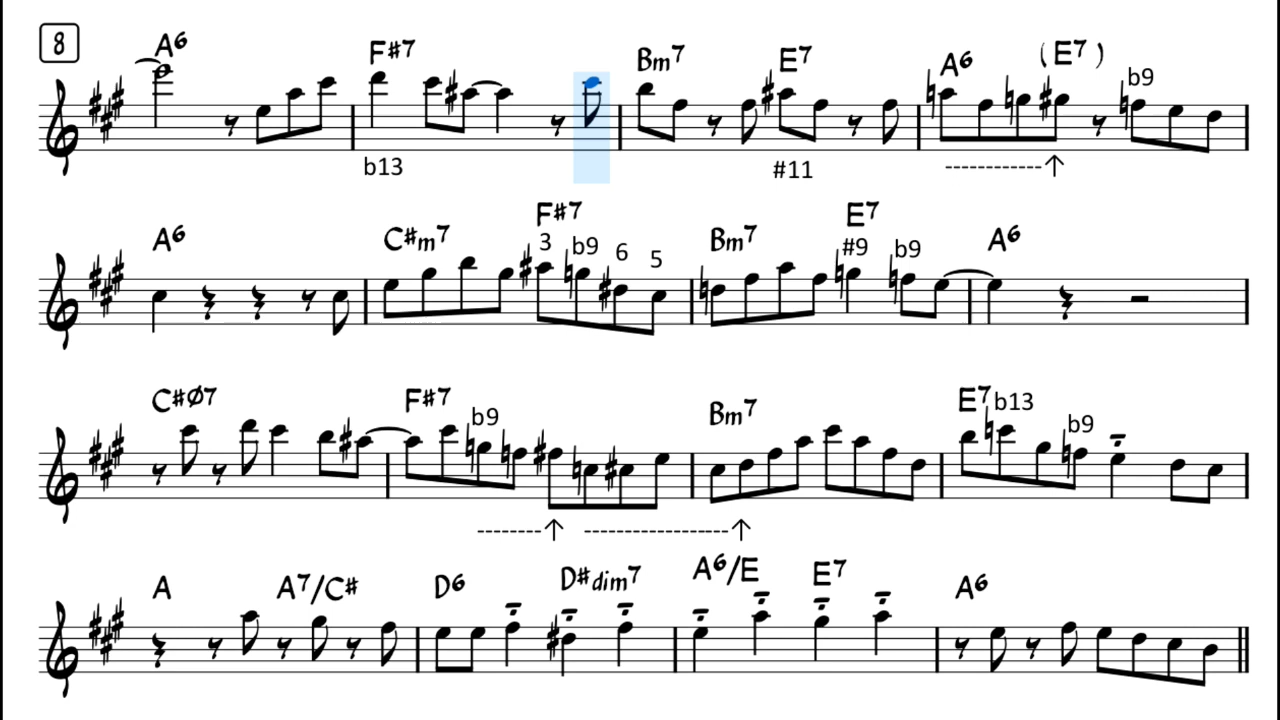 8
A6 F#7 Bm7 E7 A6 (E7) b9
b13 #11 ------------↑
A6 C#m7 F#7 Bm7 E7 A6
3 b9 6 5 #9 b9
C#Ø7 F#7 b9 Bm7 E7 b13 b9
--------↑ ------------------↑
A A7/C# D6 D#dim7 A6/E E7 A6